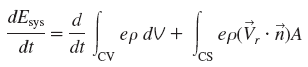 dE_sys/dt = d/dt ∫_CV eρ dV + ∫_CS eρ(V⃗_r · n⃗)A